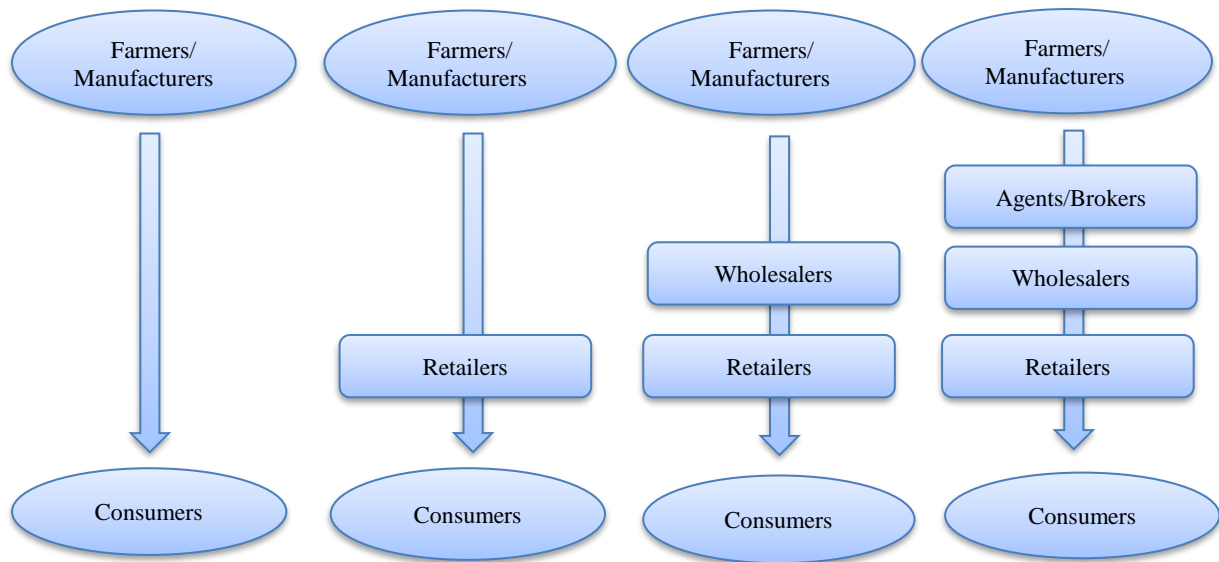 Farmers/
Manufacturers
Farmers/
Manufacturers
Farmers/
Manufacturers
Farmers/
Manufacturers
Agents/Brokers
Wholesalers
Wholesalers
Retailers
Retailers
Retailers
Consumers
Consumers
Consumers
Consumers